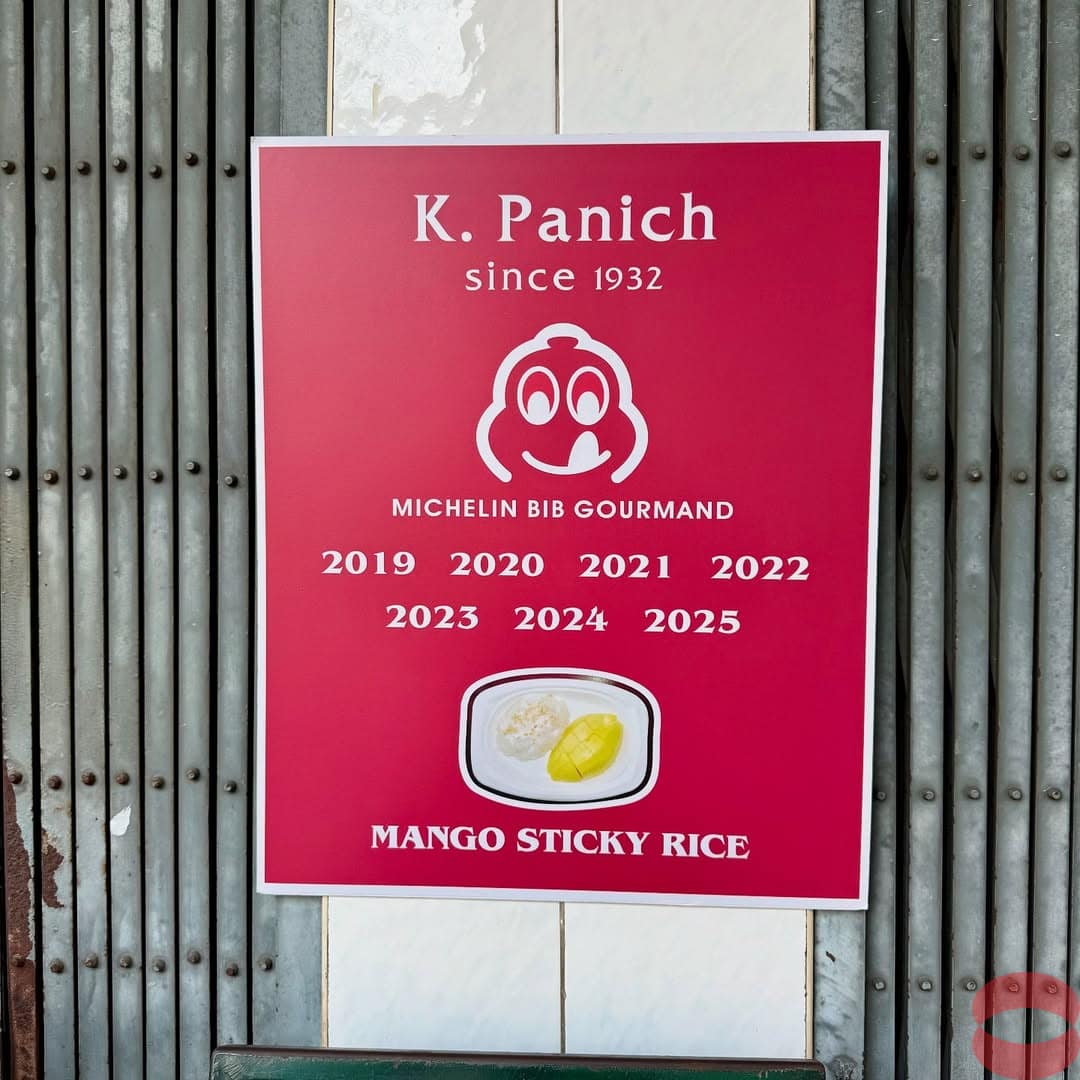 K. Panich
since 1932
MICHELIN BIB GOURMAND
2019 2020 2021 2022
2023 2024 2025
MANGO STICKY RICE